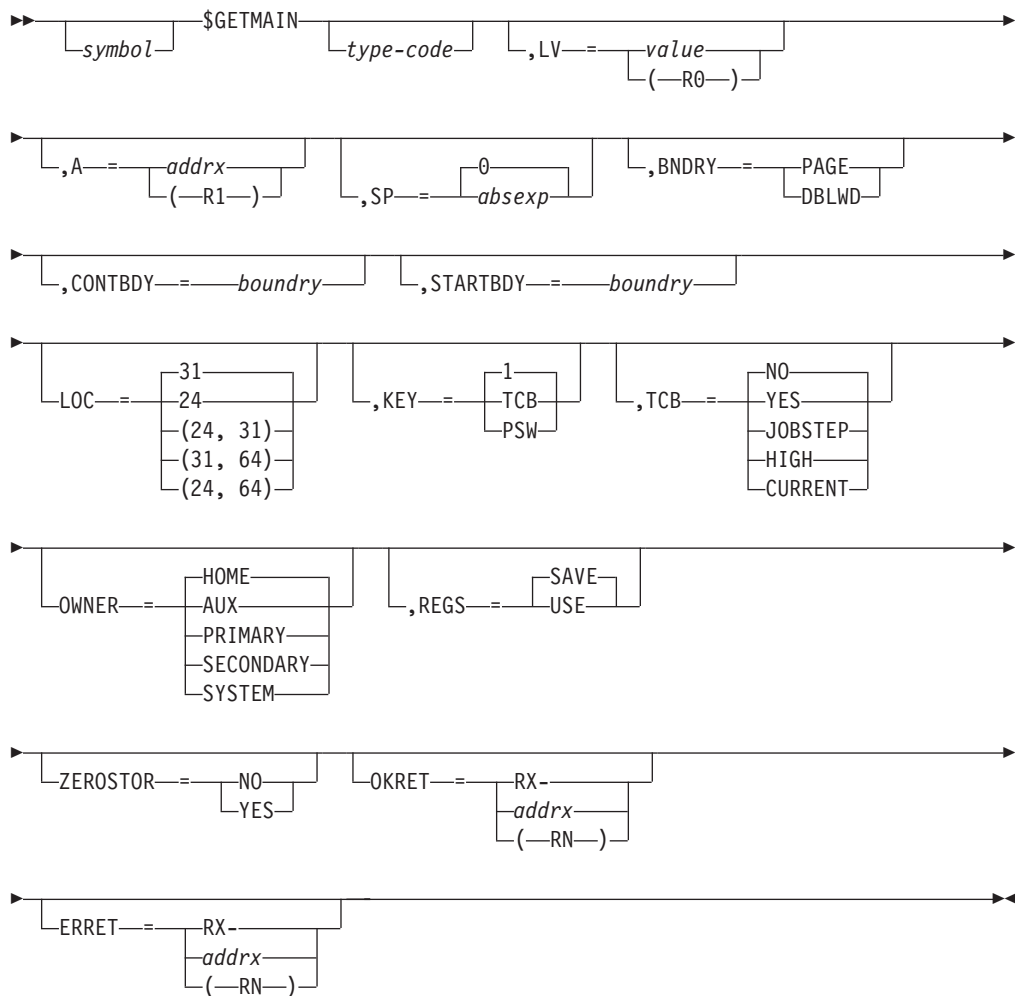 $GETMAIN
symbol type-code ,LV = value
( R0 )
,A = addrx ,SP = 0 ,BNDRY = PAGE
( R1 ) absexp DBLWD
,CONTBDY = boundry ,STARTBDY = boundry
31 1 NO
LOC = 24 ,KEY = TCB ,TCB = YES
(24, 31) PSW JOBSTEP
(31, 64) HIGH
(24, 64) CURRENT
HOME SAVE
OWNER = AUX ,REGS = USE
PRIMARY
SECONDARY
SYSTEM
ZEROSTOR = NO OKRET = RX-
YES addrx
( RN )
ERRET = RX-
addrx
( RN )